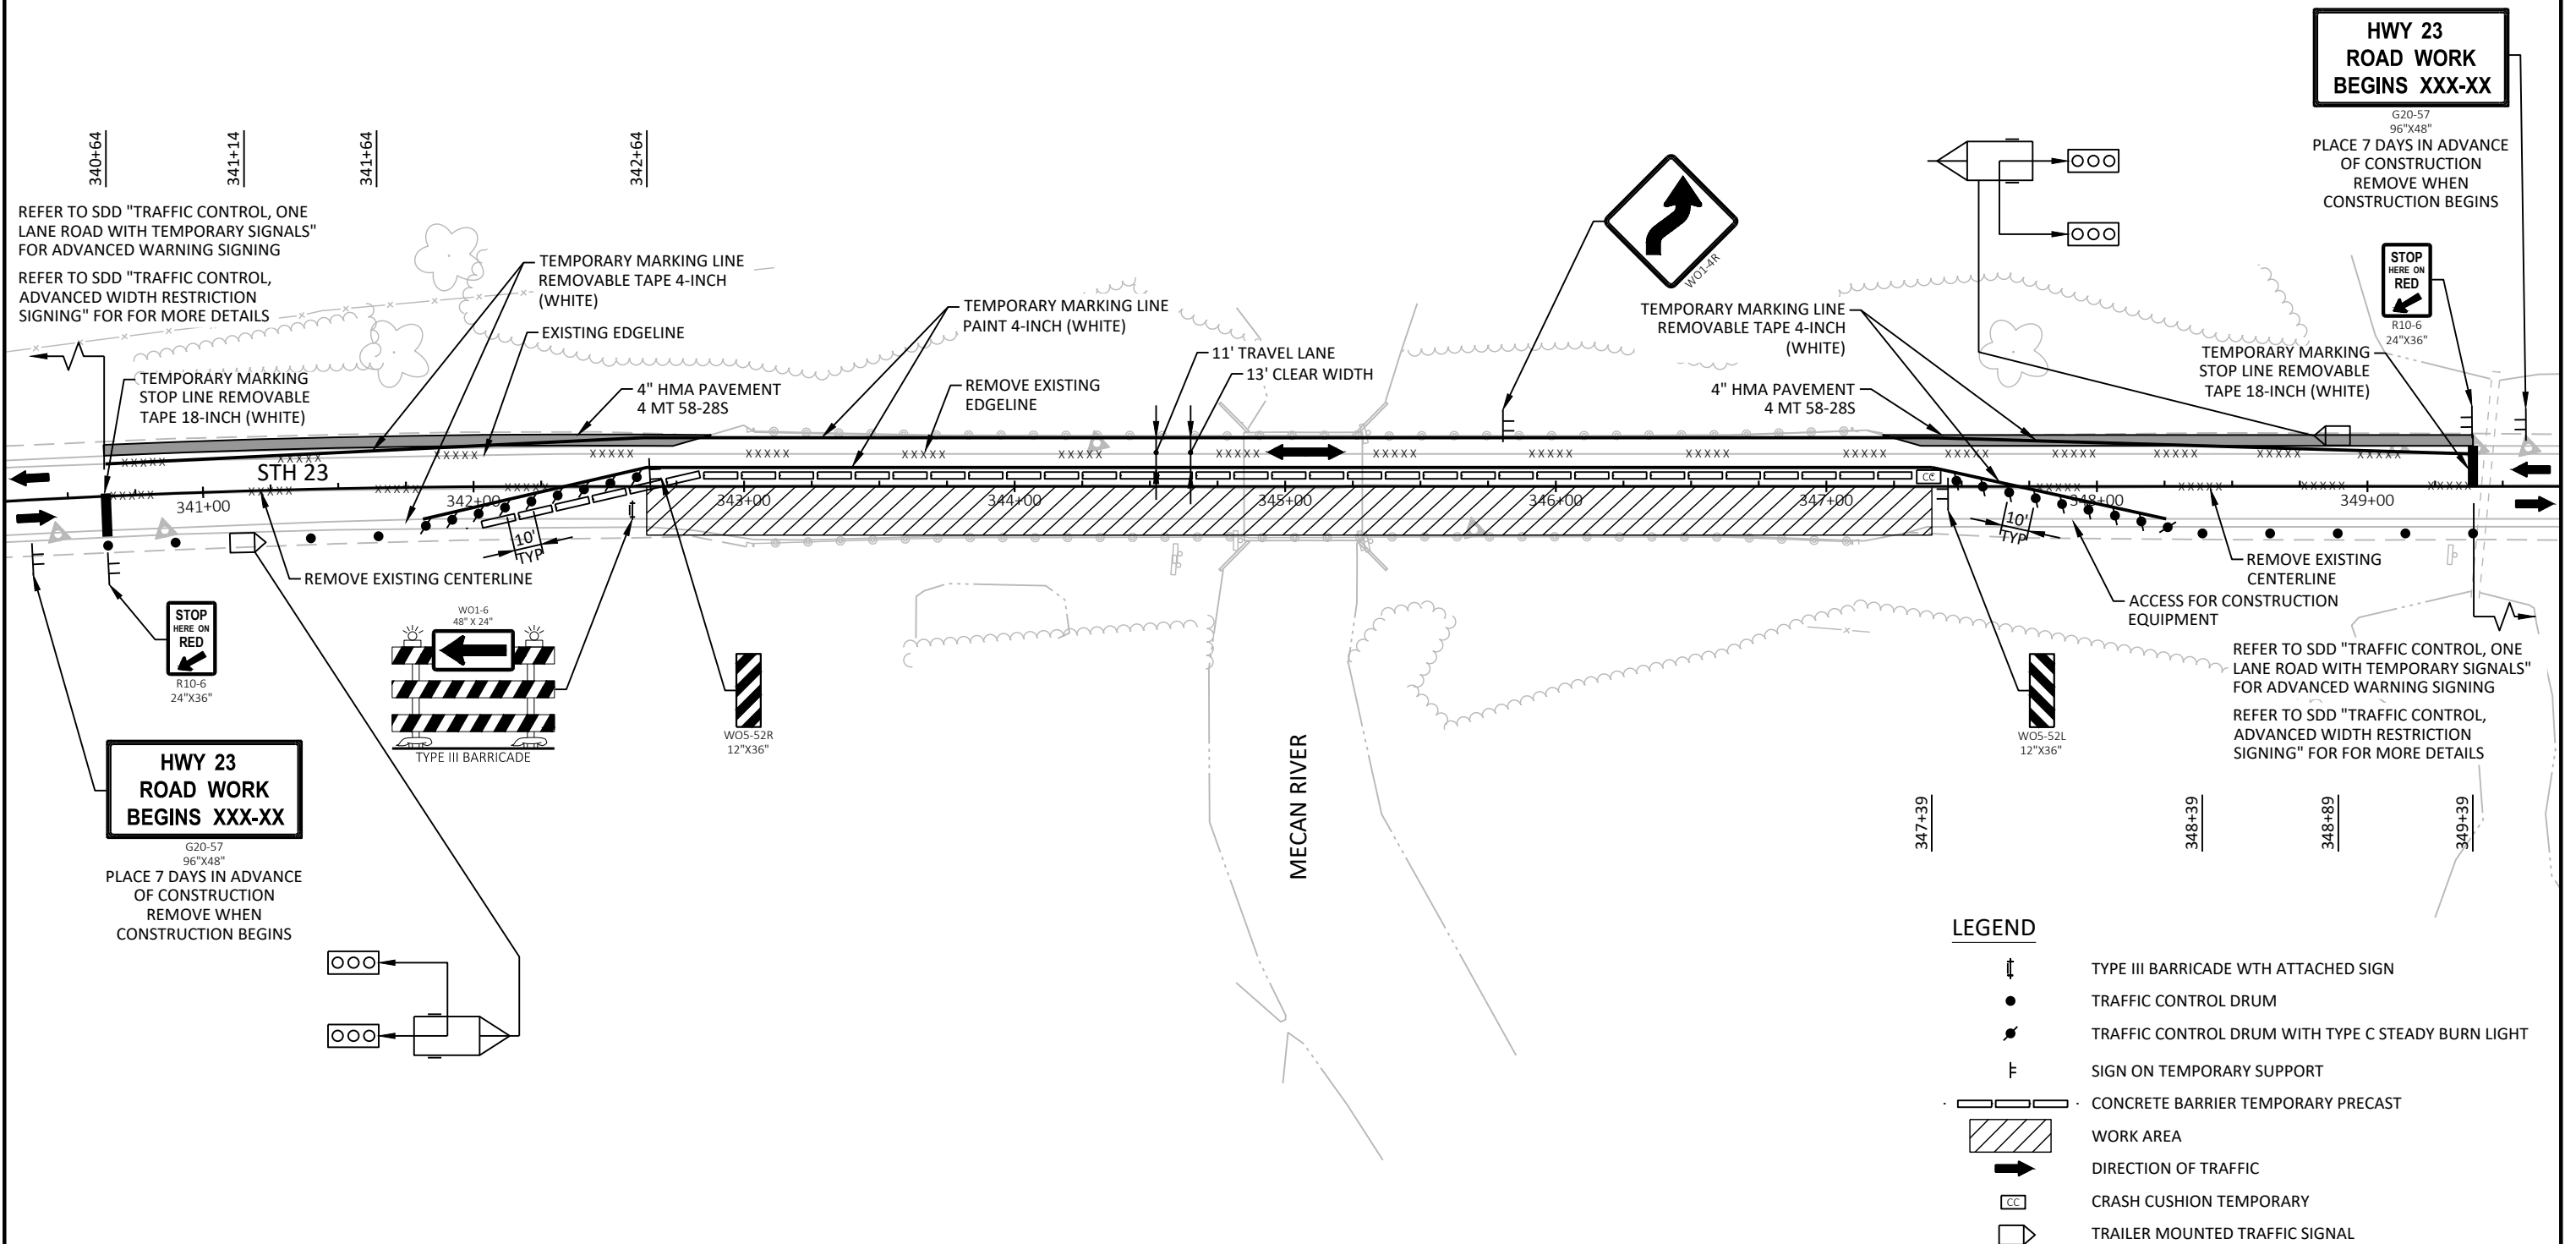 HWY 23
ROAD WORK
BEGINS XXX-XX
G20-57
96"X48"
PLACE 7 DAYS IN ADVANCE
OF CONSTRUCTION
REMOVE WHEN
CONSTRUCTION BEGINS
340+64
341+14
341+64
342+64
REFER TO SDD "TRAFFIC CONTROL, ONE
LANE ROAD WITH TEMPORARY SIGNALS"
FOR ADVANCED WARNING SIGNING
REFER TO SDD "TRAFFIC CONTROL,
ADVANCED WIDTH RESTRICTION
SIGNING" FOR FOR MORE DETAILS
TEMPORARY MARKING LINE
REMOVABLE TAPE 4-INCH
(WHITE)
EXISTING EDGELINE
TEMPORARY MARKING
STOP LINE REMOVABLE
TAPE 18-INCH (WHITE)
4" HMA PAVEMENT
4 MT 58-28S
TEMPORARY MARKING LINE
PAINT 4-INCH (WHITE)
REMOVE EXISTING
EDGELINE
11' TRAVEL LANE
13' CLEAR WIDTH
WO1-4R
TEMPORARY MARKING LINE
REMOVABLE TAPE 4-INCH
(WHITE)
4" HMA PAVEMENT
4 MT 58-28S
STOP
HERE ON
RED
R10-6
24"X36"
TEMPORARY MARKING
STOP LINE REMOVABLE
TAPE 18-INCH (WHITE)
STH 23
341+00
342+00
343+00
344+00
345+00
346+00
347+00
348+00
349+00
CC
10'
TYP
10'
TYP
REMOVE EXISTING CENTERLINE
REMOVE EXISTING
CENTERLINE
ACCESS FOR CONSTRUCTION
EQUIPMENT
STOP
HERE ON
RED
R10-6
24"X36"
WO1-6
48" X 24"
TYPE III BARRICADE
WO5-52R
12"X36"
WO5-52L
12"X36"
REFER TO SDD "TRAFFIC CONTROL, ONE
LANE ROAD WITH TEMPORARY SIGNALS"
FOR ADVANCED WARNING SIGNING
REFER TO SDD "TRAFFIC CONTROL,
ADVANCED WIDTH RESTRICTION
SIGNING" FOR FOR MORE DETAILS
HWY 23
ROAD WORK
BEGINS XXX-XX
G20-57
96"X48"
PLACE 7 DAYS IN ADVANCE
OF CONSTRUCTION
REMOVE WHEN
CONSTRUCTION BEGINS
MECAN RIVER
347+39
348+39
348+89
349+39
LEGEND
TYPE III BARRICADE WTH ATTACHED SIGN
TRAFFIC CONTROL DRUM
TRAFFIC CONTROL DRUM WITH TYPE C STEADY BURN LIGHT
SIGN ON TEMPORARY SUPPORT
CONCRETE BARRIER TEMPORARY PRECAST
WORK AREA
DIRECTION OF TRAFFIC
CC CRASH CUSHION TEMPORARY
TRAILER MOUNTED TRAFFIC SIGNAL